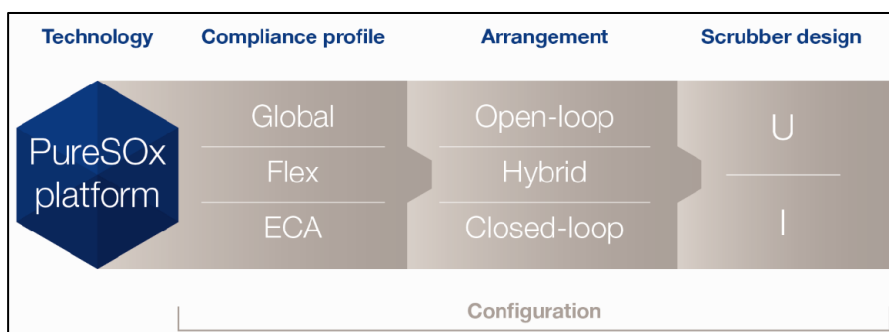 Technology
Compliance profile
Arrangement
Scrubber design
PureSOx
platform
Global
Flex
ECA
Open-loop
Hybrid
Closed-loop
U
I
Configuration